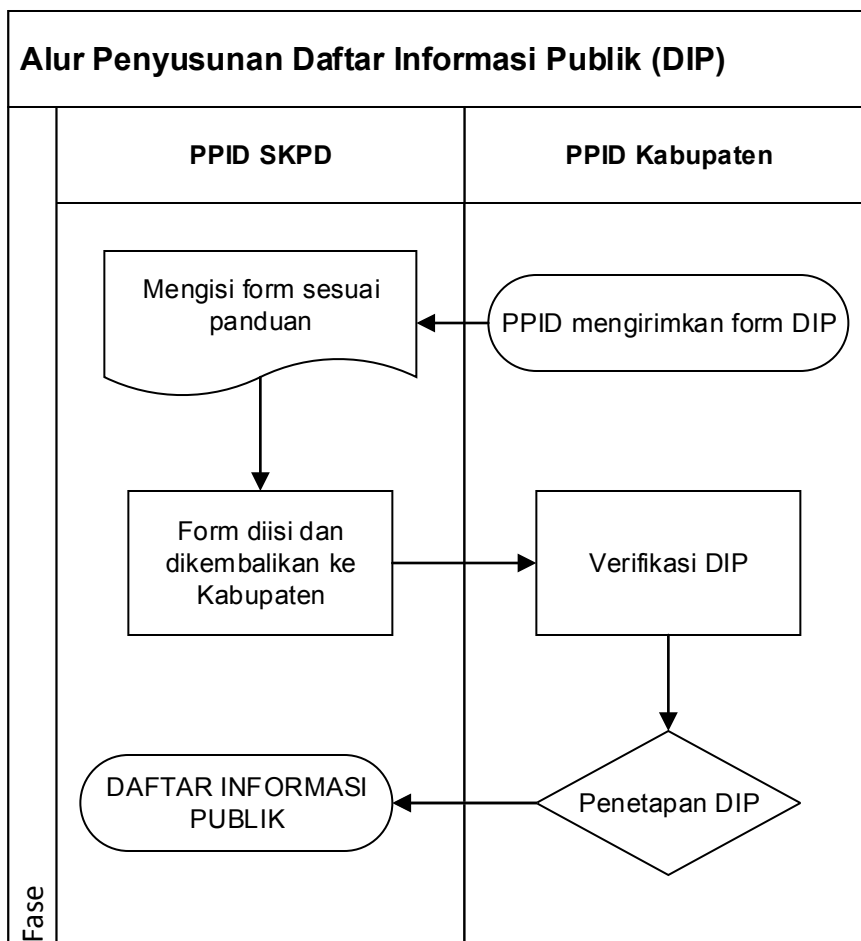 Alur Penyusunan Daftar Informasi Publik (DIP)
PPID SKPD
PPID Kabupaten
Mengisi form sesuai
panduan
PPID mengirimkan form DIP
Form diisi dan
dikembalikan ke
Kabupaten
Verifikasi DIP
DAFTAR INFORMASI
PUBLIK
Penetapan DIP
Fase